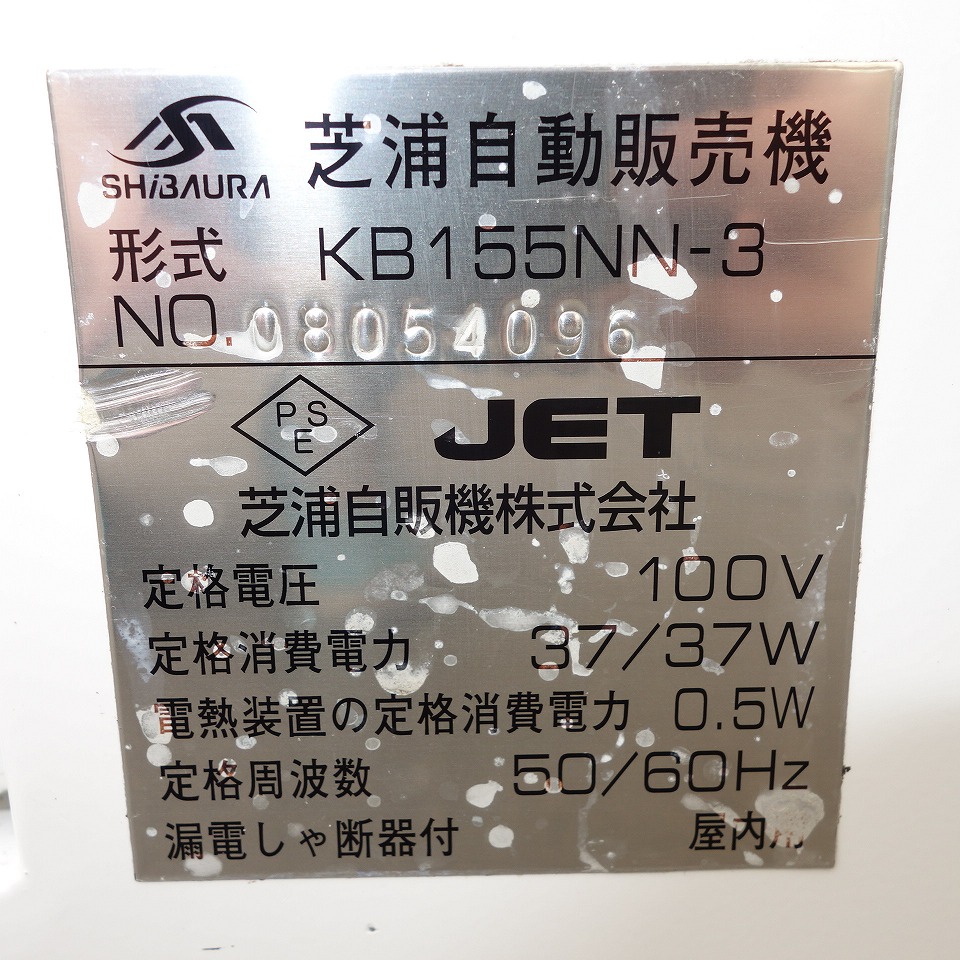 SHiBAURA 芝浦自動販売機
形式 KB155NN-3
NO. 08054096
PSE JET
芝浦自販機株式会社
定格電圧 100V
定格消費電力 37/37W
電熱装置の定格消費電力 0.5W
定格周波数 50/60Hz
漏電しゃ断器付 屋内用